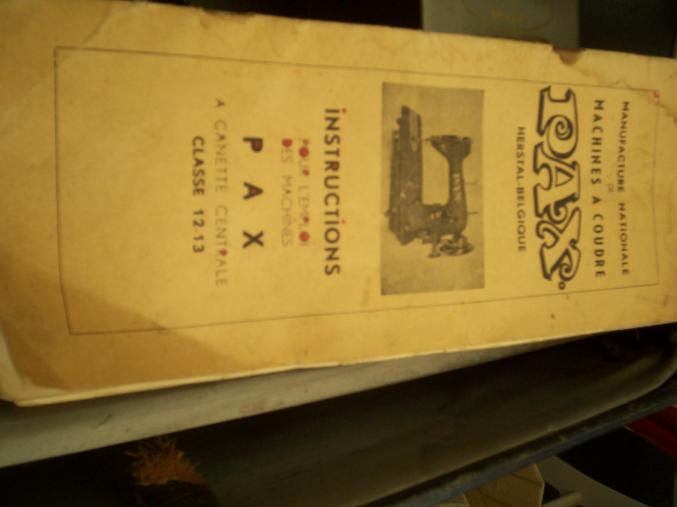 MANUFACTURE NATIONALE
DE
MACHINES A COUDRE
PAX
HERSTAL-BELGIQUE
INSTRUCTIONS
POUR L'EMPLOI
DES MACHINES
PAX
A CANETTE CENTRALE
CLASSE 12-13